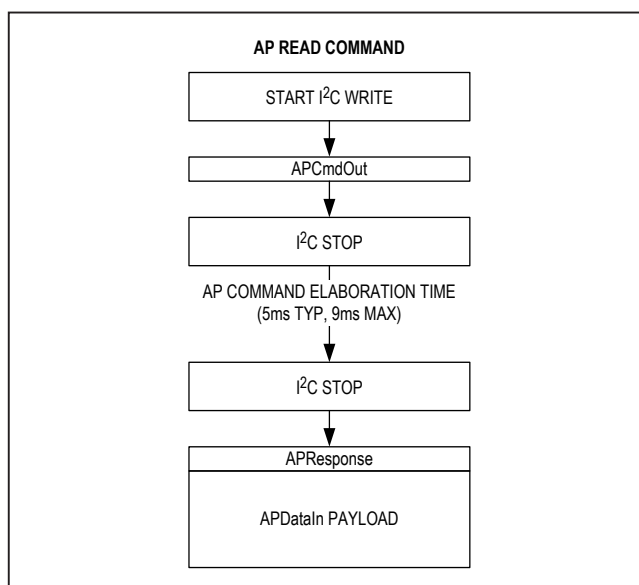 AP READ COMMAND
START I²C WRITE
APCmdOut
I²C STOP
AP COMMAND ELABORATION TIME
(5ms TYP, 9ms MAX)
I²C STOP
APResponse
APDataIn PAYLOAD